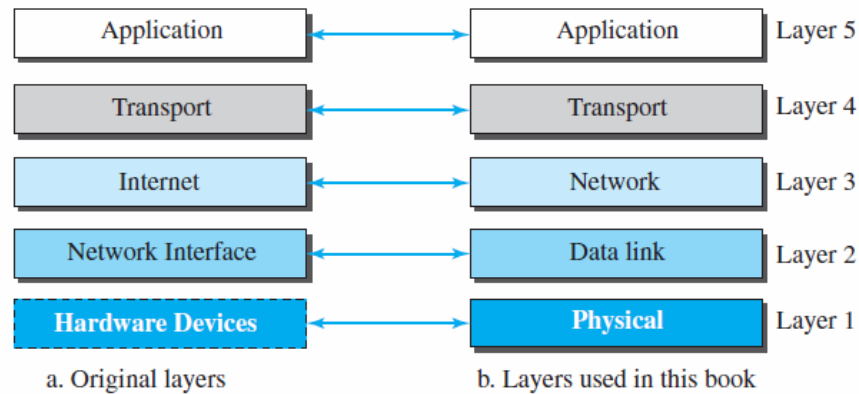 Application Application Layer 5
Transport Transport Layer 4
Internet Network Layer 3
Network Interface Data link Layer 2
Hardware Devices Physical Layer 1
a. Original layers b. Layers used in this book